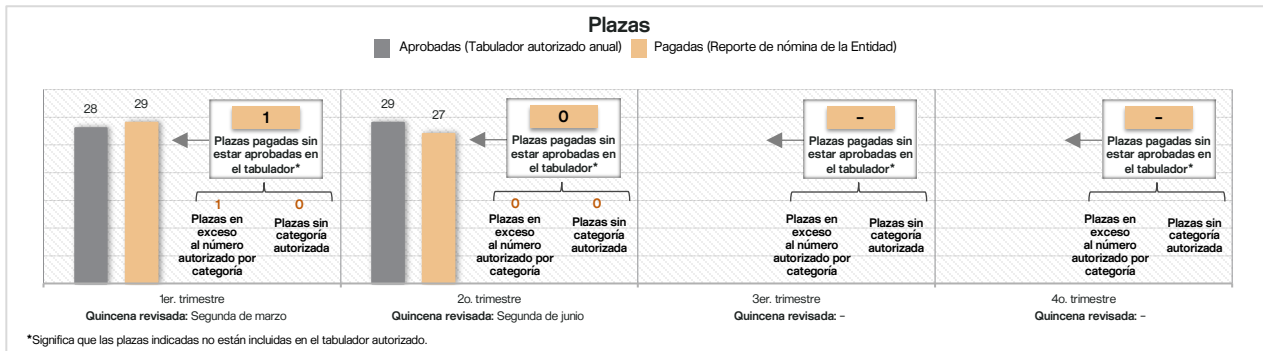 Plazas
Aprobadas (Tabulador autorizado anual)
Pagadas (Reporte de nómina de la Entidad)
28
29
1
Plazas pagadas sin
estar aprobadas en
el tabulador*
1
0
Plazas en
exceso
al número
autorizado por
categoría
Plazas sin
categoría
autorizada
29
27
0
Plazas pagadas sin
estar aprobadas en
el tabulador*
0
0
Plazas en
exceso
al número
autorizado por
categoría
Plazas sin
categoría
autorizada
–
Plazas pagadas sin
estar aprobadas en
el tabulador*
Plazas en
exceso
al número
autorizado por
categoría
Plazas sin
categoría
autorizada
–
Plazas pagadas sin
estar aprobadas en
el tabulador*
Plazas en
exceso
al número
autorizado por
categoría
Plazas sin
categoría
autorizada
1er. trimestre
Quincena revisada: Segunda de marzo
2o. trimestre
Quincena revisada: Segunda de junio
3er. trimestre
Quincena revisada: –
4o. trimestre
Quincena revisada: –
*Significa que las plazas indicadas no están incluidas en el tabulador autorizado.